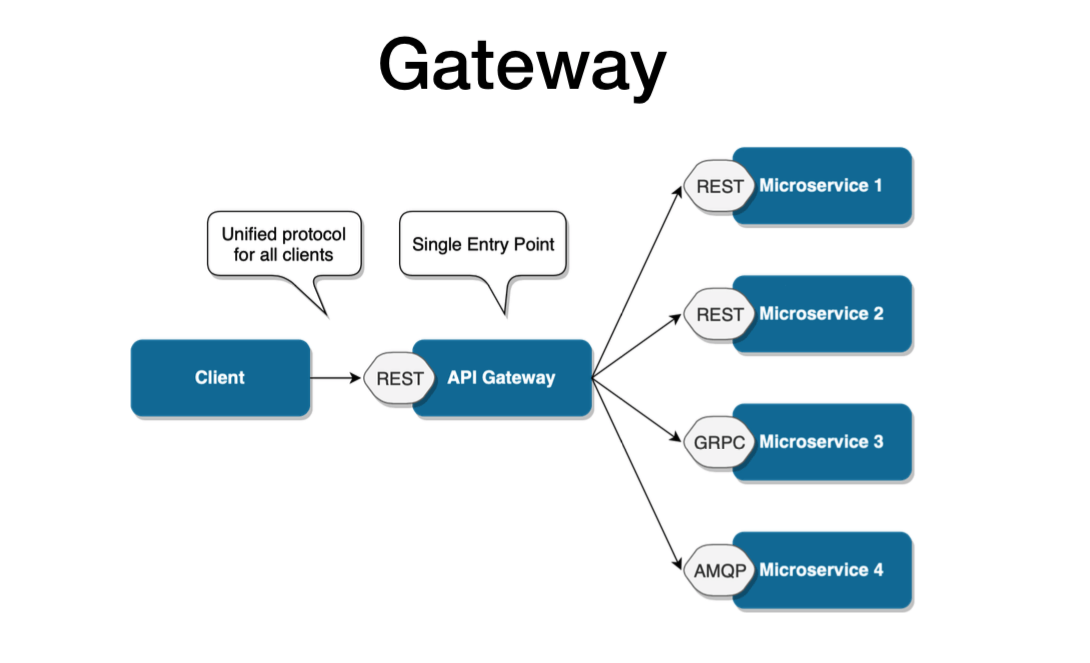 Gateway
Unified protocol
for all clients
Single Entry Point
Client
REST
API Gateway
REST
Microservice 1
REST
Microservice 2
GRPC
Microservice 3
AMQP
Microservice 4